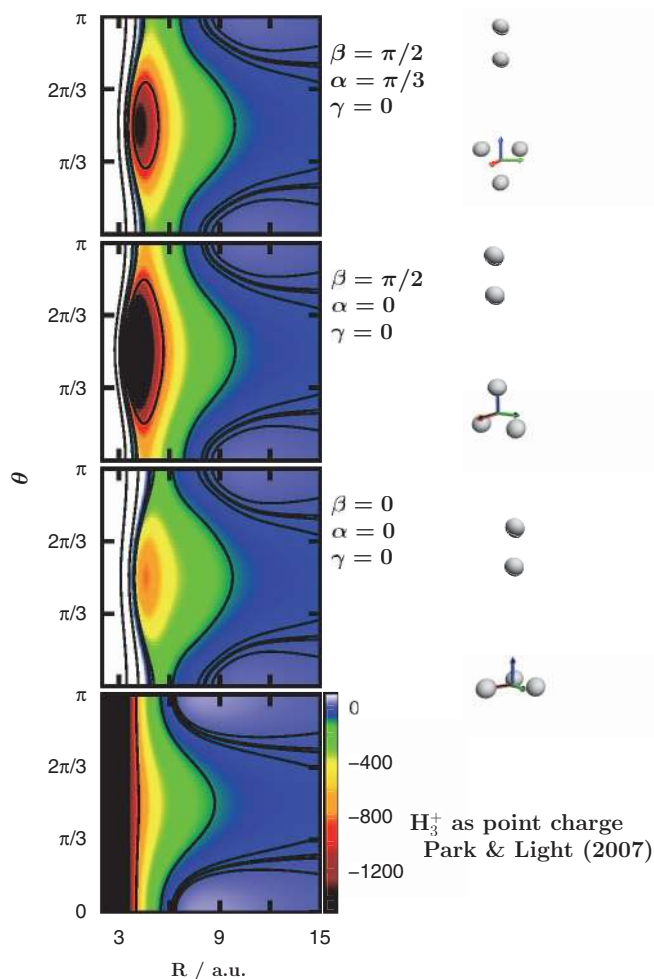 π
2π/3
π/3
β = π/2
α = π/3
γ = 0
π
2π/3
π/3
β = π/2
α = 0
γ = 0
θ
π
2π/3
π/3
β = 0
α = 0
γ = 0
π
2π/3
π/3
0
0
−400
−800
−1200
H₃⁺ as point charge
Park & Light (2007)
3 9 15
R / a.u.